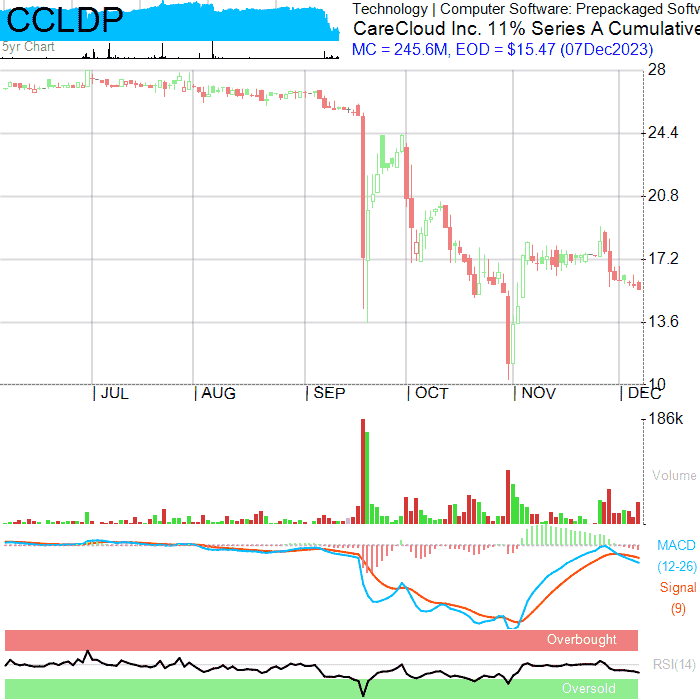 CCLDP
5yr Chart
Technology | Computer Software: Prepackaged Softw
CareCloud Inc. 11% Series A Cumulative
MC = 245.6M, EOD = $15.47 (07Dec2023)
28
24.4
20.8
17.2
13.6
10
JUL AUG SEP OCT NOV DEC
186k
Volume
MACD
(12-26)
Signal
(9)
Overbought
RSI(14)
Oversold